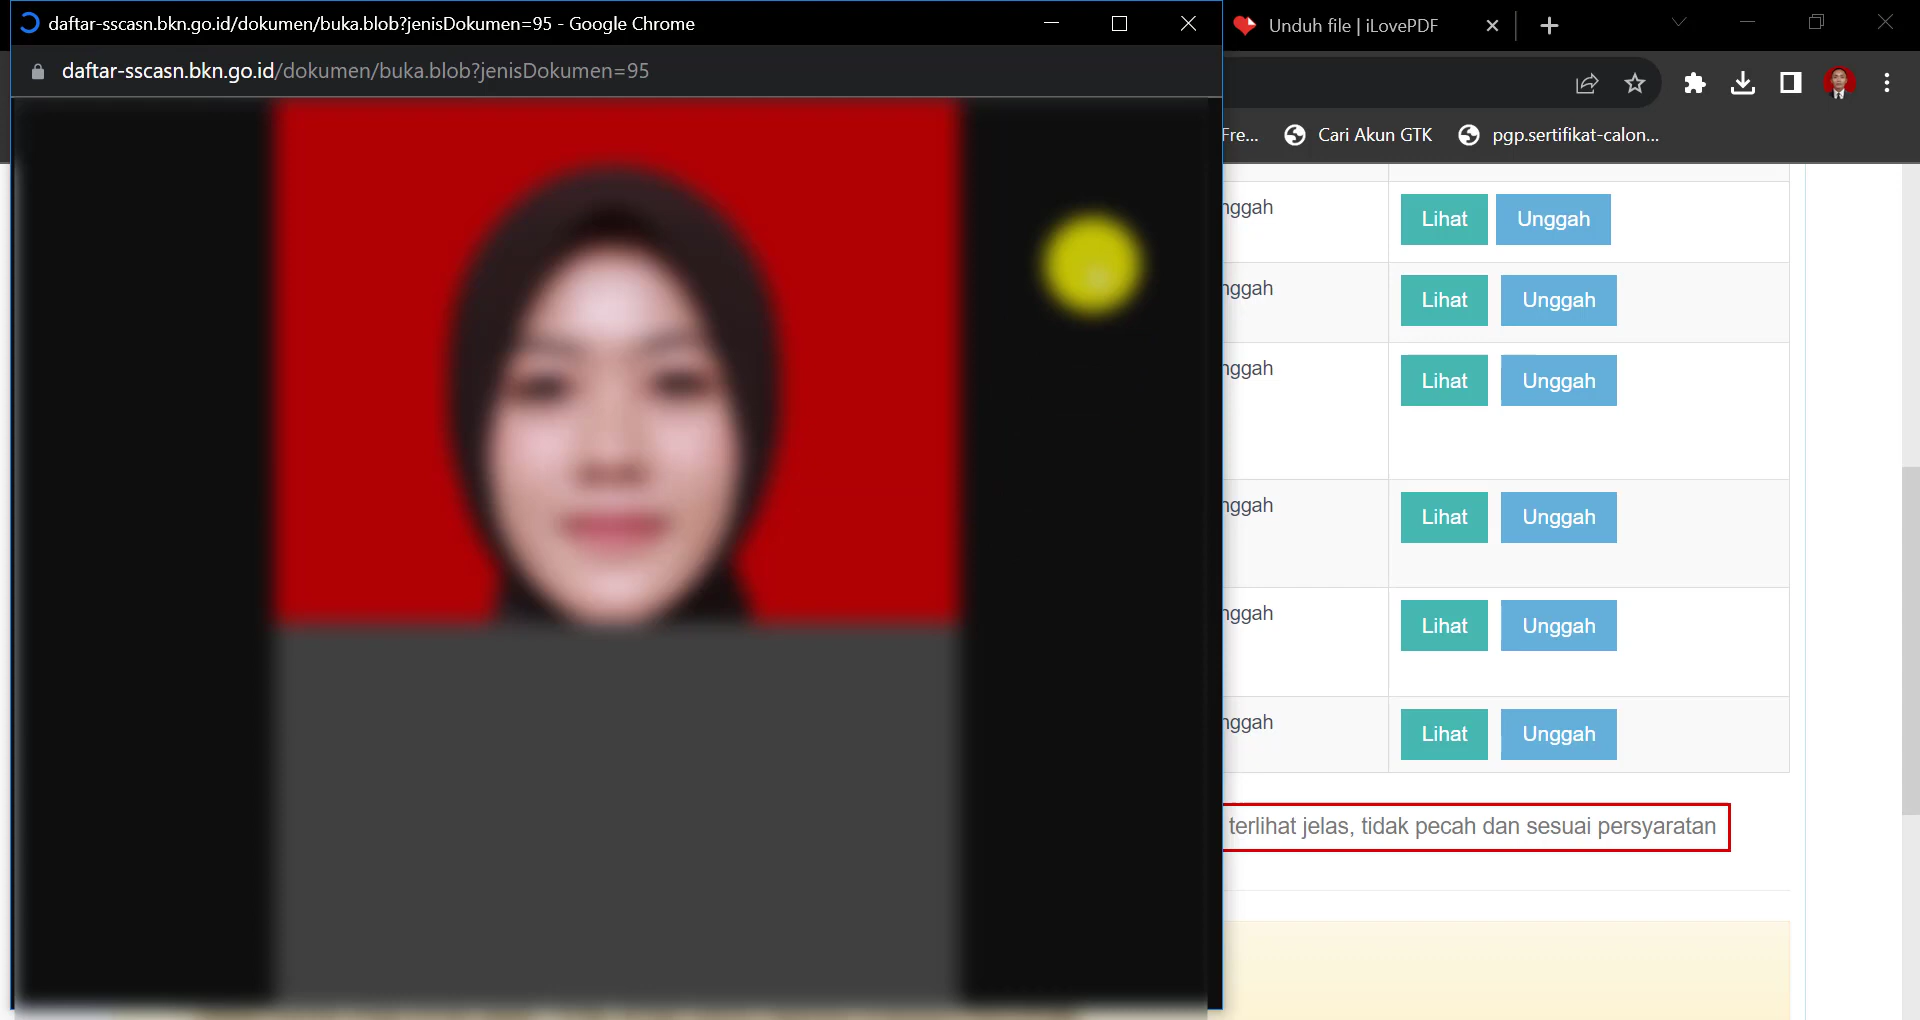 daftar-sscasn.bkn.go.id/dokumen/buka.blob?jenisDokumen=95 - Google Chrome
daftar-sscasn.bkn.go.id/dokumen/buka.blob?jenisDokumen=95
Unduh file | iLovePDF
Fre... Cari Akun GTK pgp.sertifikat-calon...
nggah Lihat Unggah
nggah Lihat Unggah
nggah Lihat Unggah
nggah Lihat Unggah
nggah Lihat Unggah
nggah Lihat Unggah
terlihat jelas, tidak pecah dan sesuai persyaratan